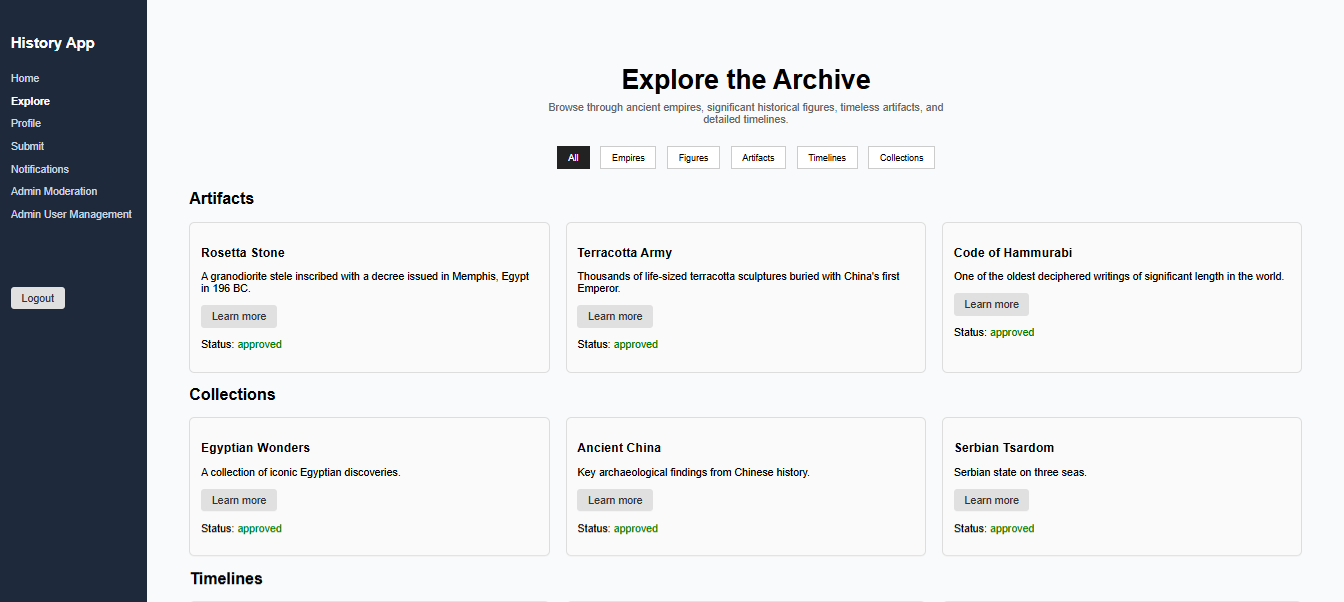 History App
Home
Explore
Profile
Submit
Notifications
Admin Moderation
Admin User Management
Logout
Explore the Archive
Browse through ancient empires, significant historical figures, timeless artifacts, and
detailed timelines.
All
Empires
Figures
Artifacts
Timelines
Collections
Artifacts
Rosetta Stone
A granodiorite stele inscribed with a decree issued in Memphis, Egypt
in 196 BC.
Learn more
Status: approved
Terracotta Army
Thousands of life-sized terracotta sculptures buried with China's first
Emperor.
Learn more
Status: approved
Code of Hammurabi
One of the oldest deciphered writings of significant length in the world.
Learn more
Status: approved
Collections
Egyptian Wonders
A collection of iconic Egyptian discoveries.
Learn more
Status: approved
Ancient China
Key archaeological findings from Chinese history.
Learn more
Status: approved
Serbian Tsardom
Serbian state on three seas.
Learn more
Status: approved
Timelines